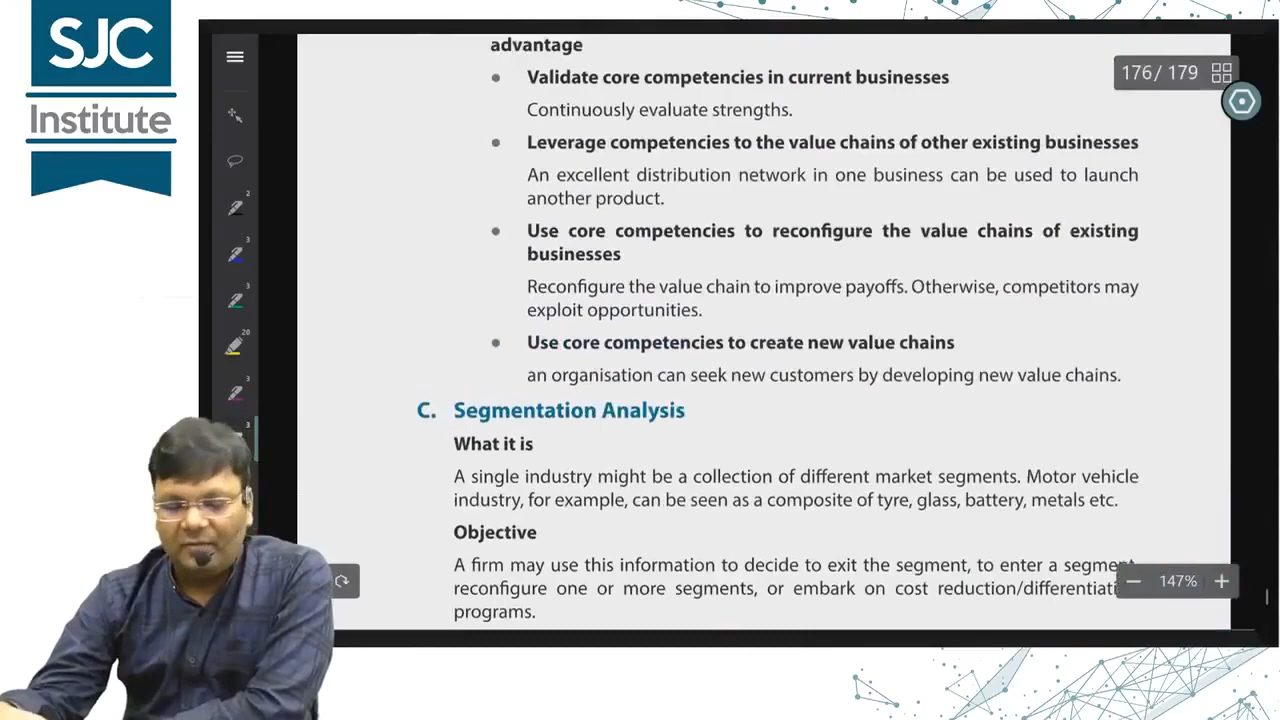 SJC
Institute
176/ 179
advantage
• Validate core competencies in current businesses
Continuously evaluate strengths.
• Leverage competencies to the value chains of other existing businesses
An excellent distribution network in one business can be used to launch
another product.
• Use core competencies to reconfigure the value chains of existing
businesses
Reconfigure the value chain to improve payoffs. Otherwise, competitors may
exploit opportunities.
• Use core competencies to create new value chains
an organisation can seek new customers by developing new value chains.
C. Segmentation Analysis
What it is
A single industry might be a collection of different market segments. Motor vehicle
industry, for example, can be seen as a composite of tyre, glass, battery, metals etc.
Objective
A firm may use this information to decide to exit the segment, to enter a segment
reconfigure one or more segments, or embark on cost reduction/differentiati
programs.
2
3
3
20
3
3
147%